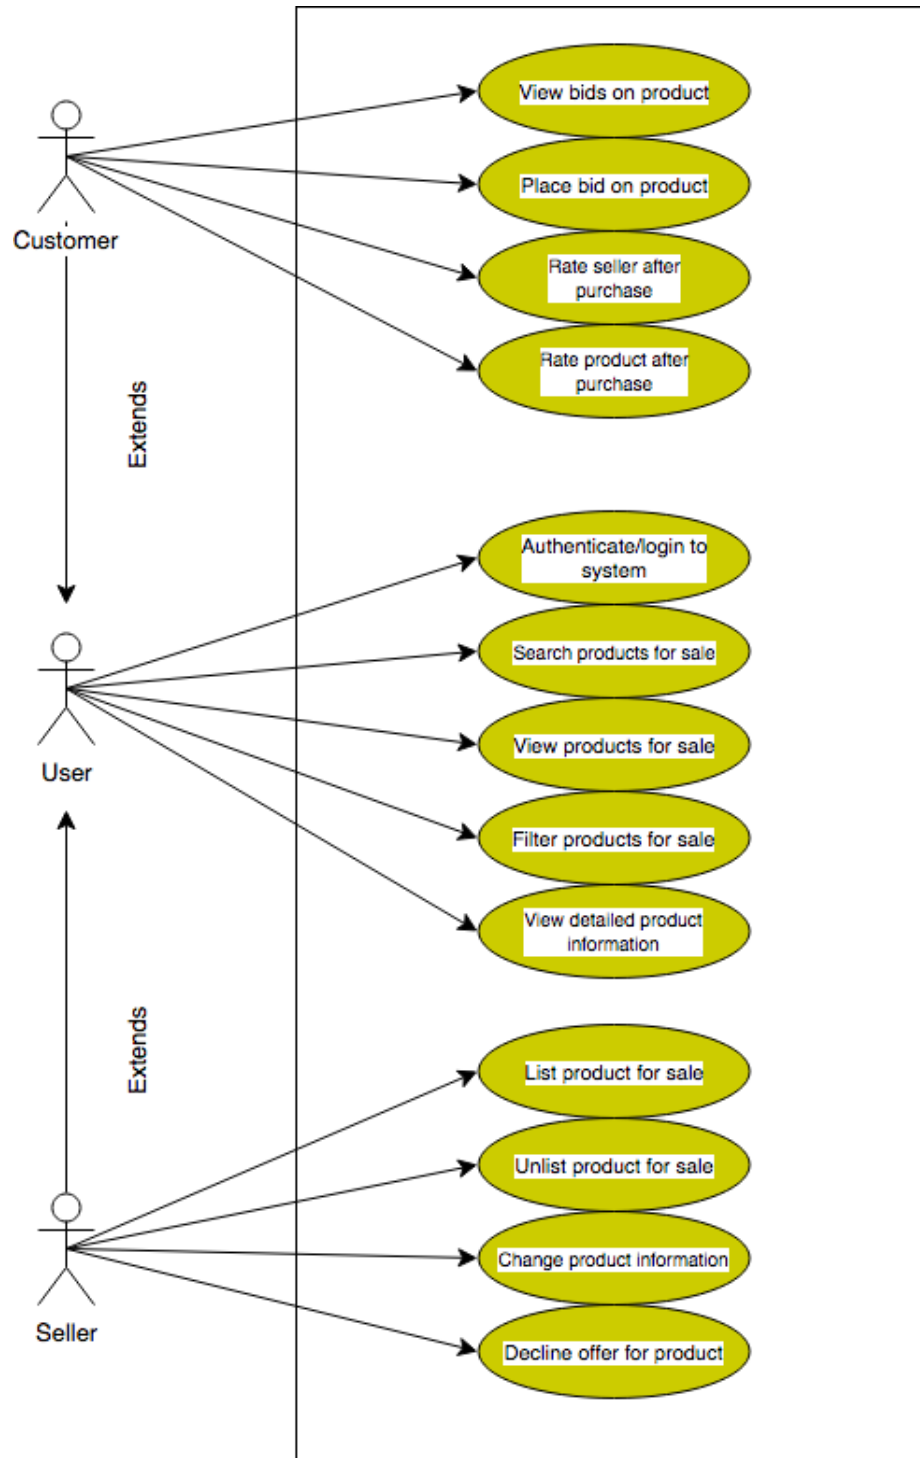 View bids on product
Place bid on product
Customer
Rate seller after
purchase
Rate product after
purchase
Extends
Authenticate/login to
system
Search products for sale
User
View products for sale
Filter products for sale
View detailed product
information
Extends
List product for sale
Unlist product for sale
Change product information
Seller
Decline offer for product